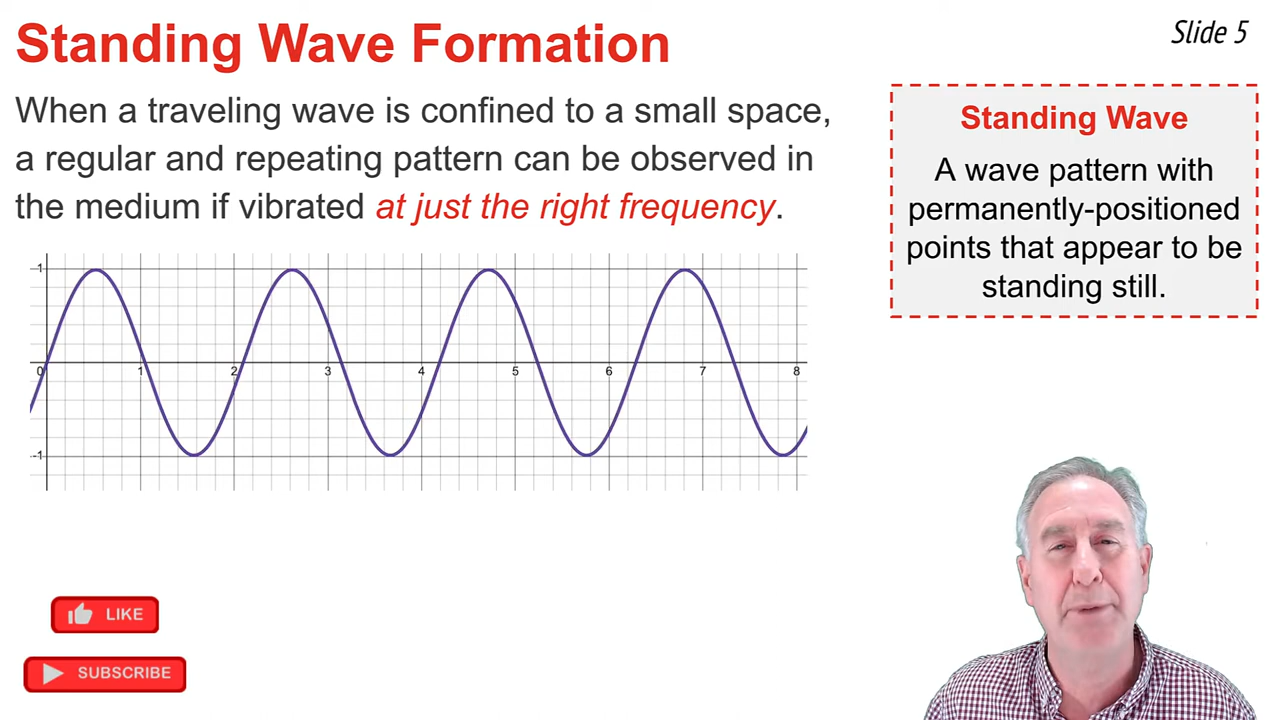 Standing Wave Formation
Slide 5
When a traveling wave is confined to a small space,
a regular and repeating pattern can be observed in
the medium if vibrated at just the right frequency.
Standing Wave
A wave pattern with
permanently-positioned
points that appear to be
standing still.
1
0 1 2 3 4 5 6 7 8
-1
LIKE
SUBSCRIBE